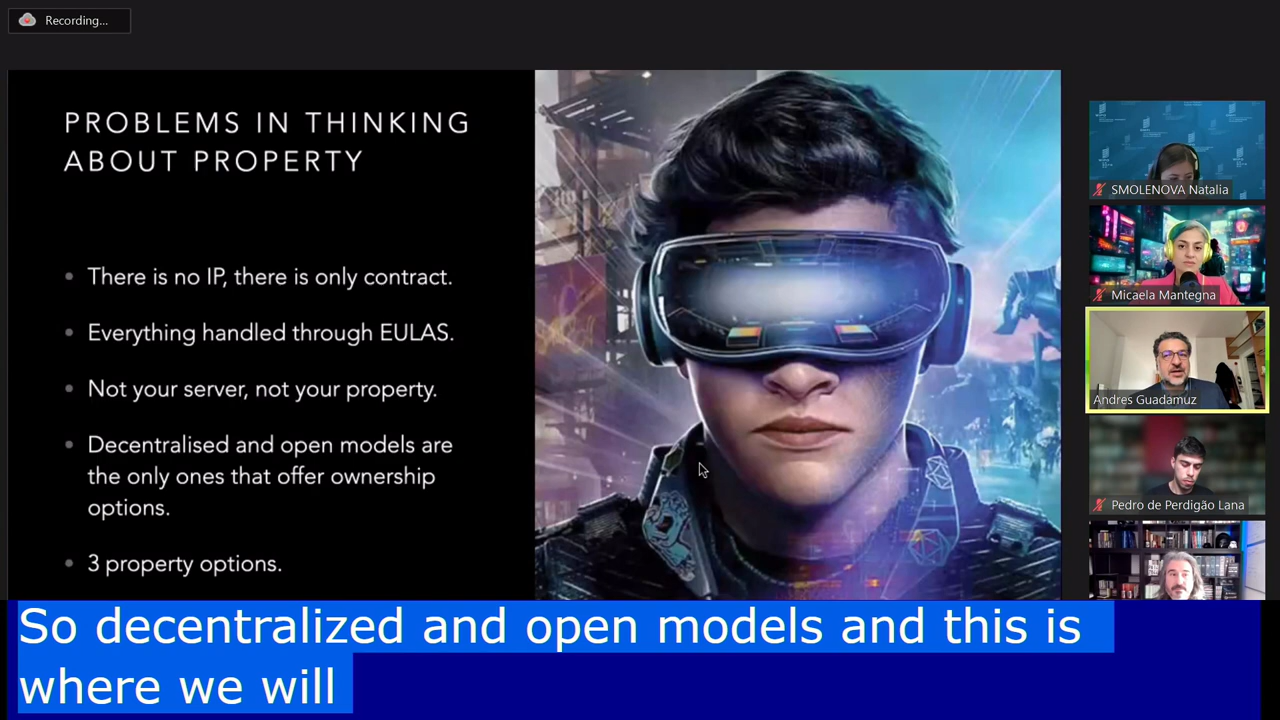 Recording...
PROBLEMS IN THINKING
ABOUT PROPERTY
There is no IP, there is only contract.
Everything handled through EULAS.
Not your server, not your property.
Decentralised and open models are
the only ones that offer ownership
options.
3 property options.
SMOLENOVA Natalia
Micaela Mantegna
Andres Guadamuz
Pedro de Perdigão Lana
So decentralized and open models and this is
where we will